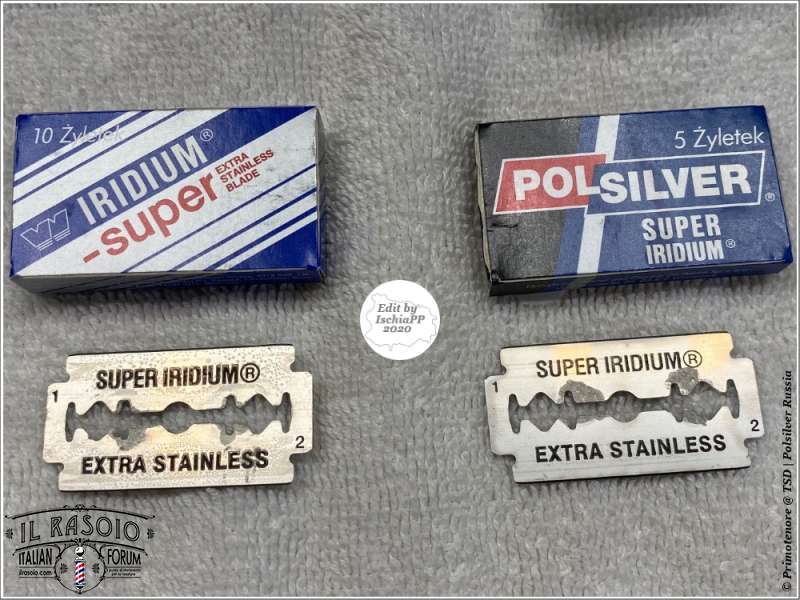 10 Żyletek
IRIDIUM®
-super
EXTRA
STAINLESS
BLADE
5 Żyletek
POLSILVER®
SUPER
IRIDIUM®
Edit by
IschiaPP
2020
SUPER IRIDIUM®
1
2
EXTRA STAINLESS
SUPER IRIDIUM®
1
2
EXTRA STAINLESS
IL RASOIO
ITALIAN FORUM
ilrasoio.com
© Primotenore @ TSD | Polsilver Russia